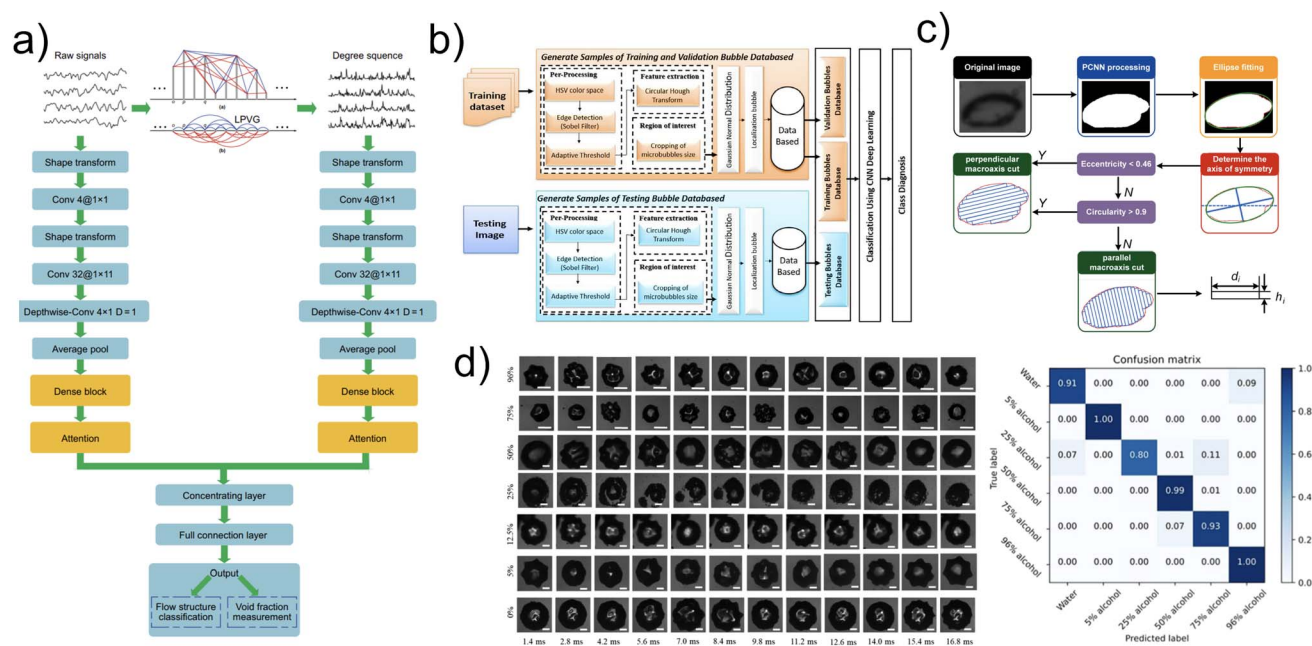 a)
Raw signals
Degree squence
LPVG
(a)
(b)
Shape transform
Conv 4@1×1
Shape transform
Conv 32@1×11
Depthwise-Conv 4×1 D = 1
Average pool
Dense block
Attention
Shape transform
Conv 4@1×1
Shape transform
Conv 32@1×11
Depthwise-Conv 4×1 D = 1
Average pool
Dense block
Attention
Concentrating layer
Full connection layer
Output
Flow structure
classification
Void fraction
measurement
b)
Training
dataset
Generate Samples of Training and Validation Bubble Databased
Per-Processing
HSV color space
Edge Detection
(Sobel Filter)
Adaptive Threshold
Feature extraction
Circular Hough
Transform
Region of interest
Cropping of
microbubbles size
Gaussian Normal Distribution
Localization bubble
Data
Based
Testing
Image
Generate Samples of Testing Bubble Databased
Per-Processing
HSV color space
Edge Detection
(Sobel Filter)
Adaptive Threshold
Feature extraction
Circular Hough
Transform
Region of interest
Cropping of
microbubbles size
Gaussian Normal Distribution
Localization bubble
Data
Based
Validation Bubbles
Database
Training Bubbles
Database
Testing Bubbles
Database
Classification Using CNN Deep Learning
Class Diagnosis
c)
Original image
PCNN processing
Ellipse fitting
perpendicular
macroaxis cut
Y
Eccentricity < 0.46
Determine the
axis of symmetry
N
Y
Circularity > 0.9
N
parallel
macroaxis cut
di
hi
d)
96%
75%
50%
25%
12.5%
5%
0%
1.4 ms 2.8 ms 4.2 ms 5.6 ms 7.0 ms 8.4 ms 9.8 ms 11.2 ms 12.6 ms 14.0 ms 15.4 ms 16.8 ms
Confusion matrix
True label
Water 0.91 0.00 0.00 0.00 0.00 0.09
5% alcohol 0.00 1.00 0.00 0.00 0.00 0.00
25% alcohol 0.07 0.00 0.80 0.01 0.11 0.00
50% alcohol 0.00 0.00 0.00 0.99 0.01 0.00
75% alcohol 0.00 0.00 0.00 0.07 0.93 0.00
96% alcohol 0.00 0.00 0.00 0.00 0.00 1.00
Water 5% alcohol 25% alcohol 50% alcohol 75% alcohol 96% alcohol
Predicted label
1.0
0.8
0.6
0.4
0.2
0.0